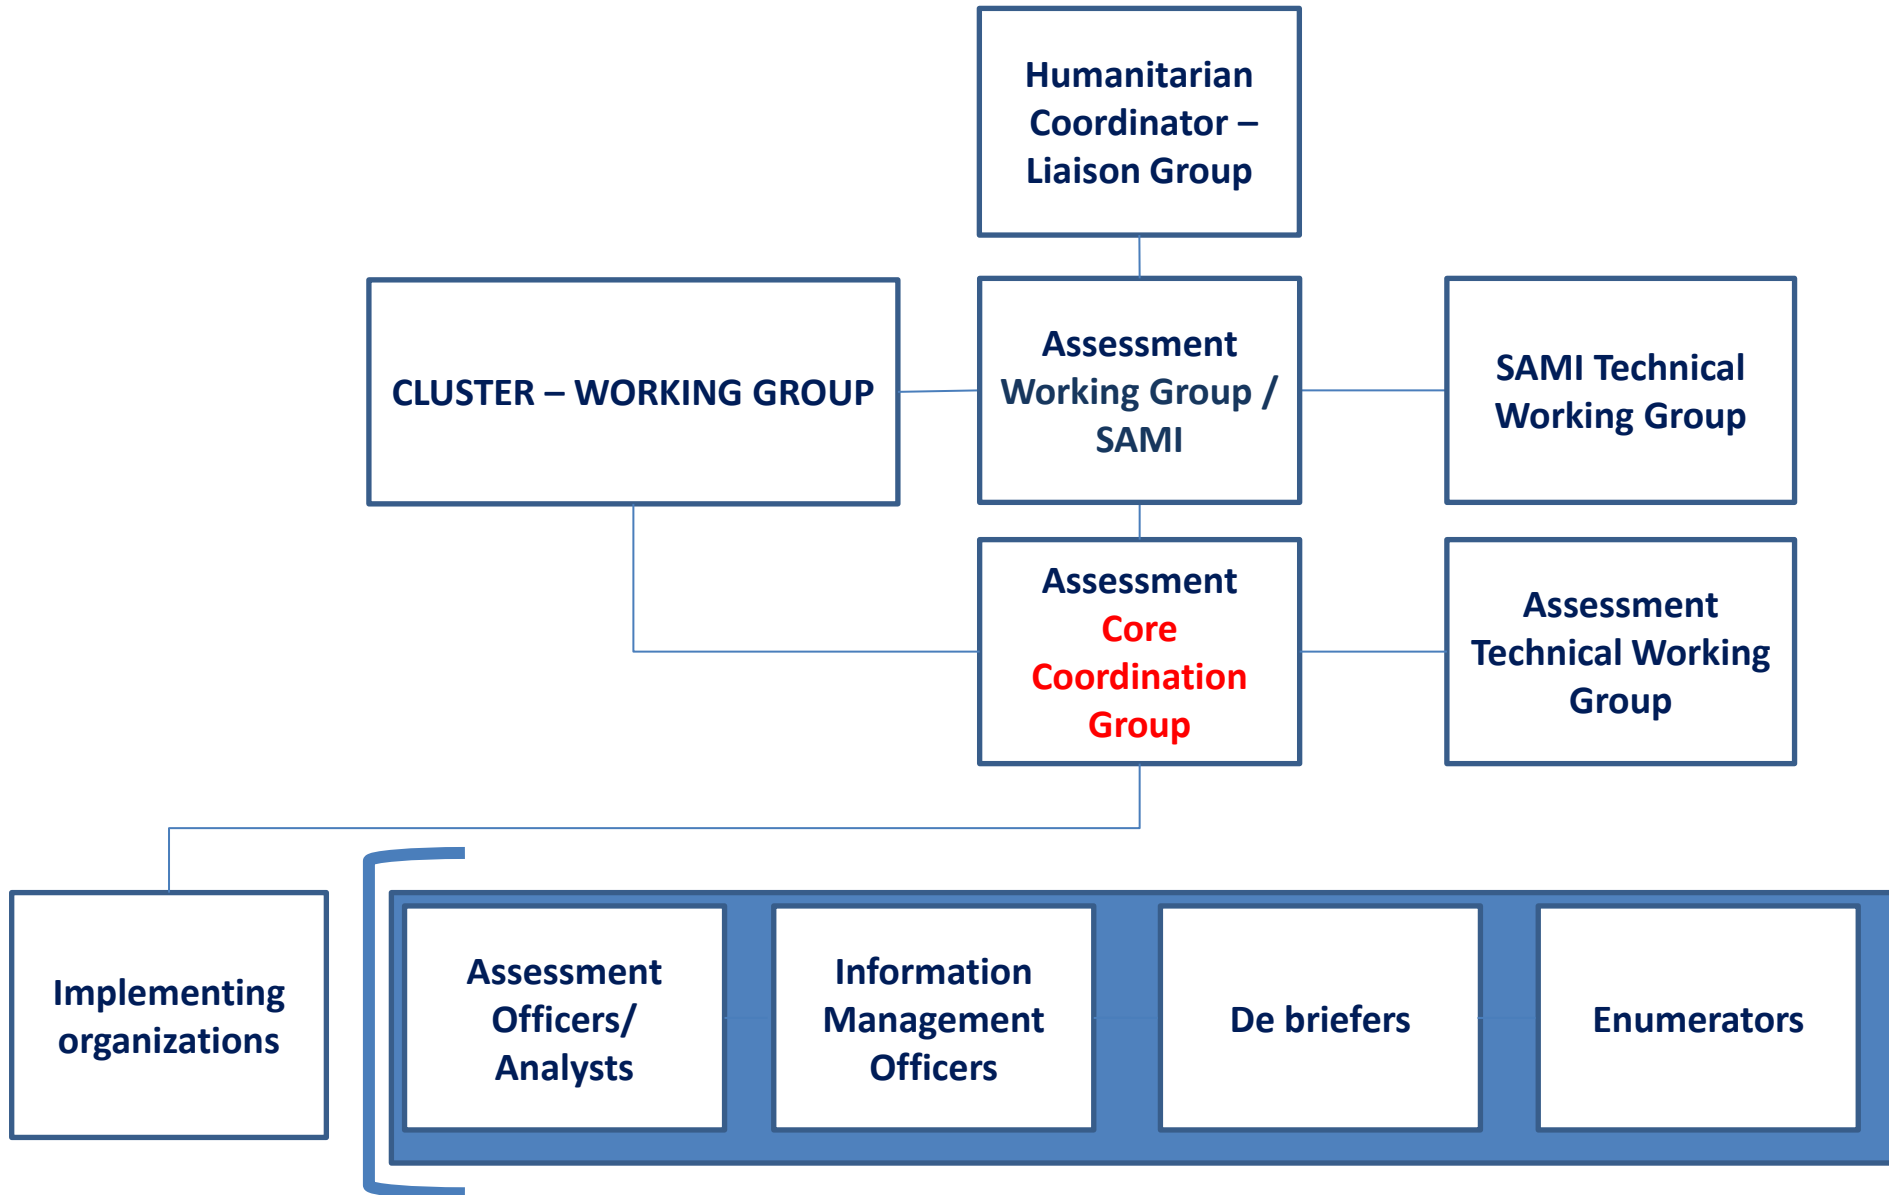 Humanitarian
Coordinator –
Liaison Group
CLUSTER – WORKING GROUP
Assessment
Working Group /
SAMI
SAMI Technical
Working Group
Assessment
Core
Coordination
Group
Assessment
Technical Working
Group
Implementing
organizations
Assessment
Officers/
Analysts
Information
Management
Officers
De briefers
Enumerators